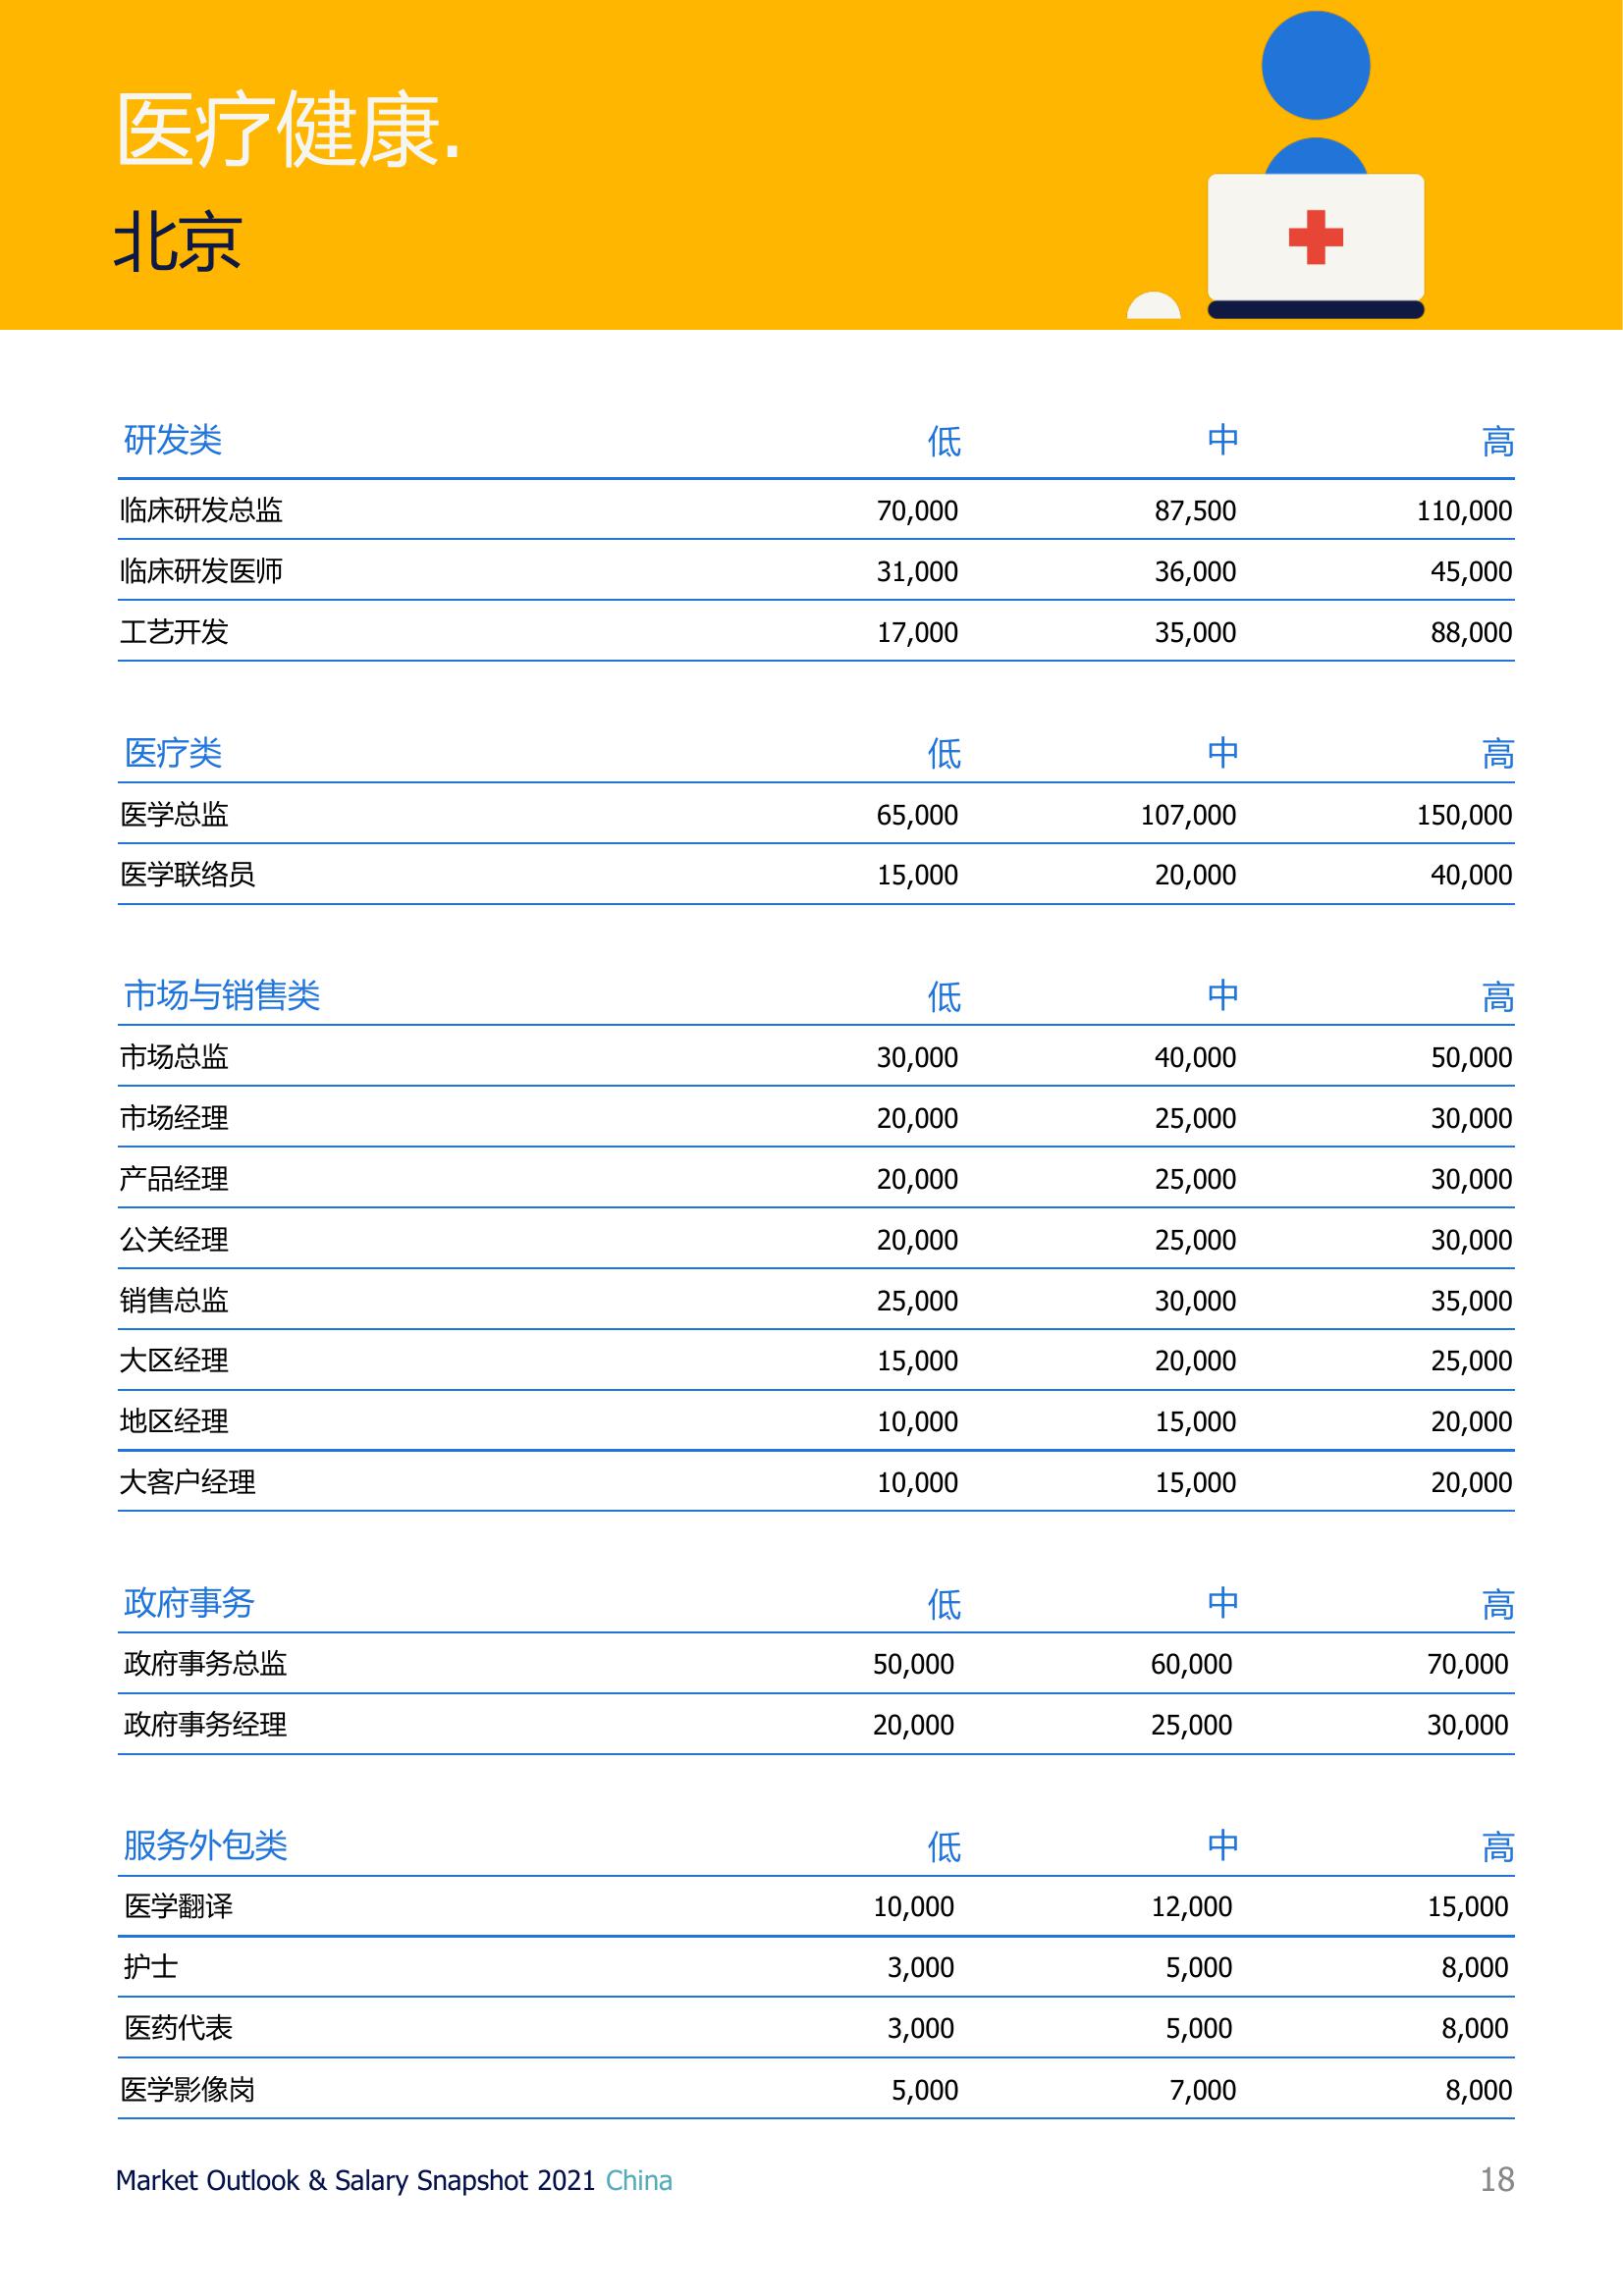 医疗健康.
北京
研发类 低 中 高
临床研发总监 70,000 87,500 110,000
临床研发医师 31,000 36,000 45,000
工艺开发 17,000 35,000 88,000
医疗类 低 中 高
医学总监 65,000 107,000 150,000
医学联络员 15,000 20,000 40,000
市场与销售类 低 中 高
市场总监 30,000 40,000 50,000
市场经理 20,000 25,000 30,000
产品经理 20,000 25,000 30,000
公关经理 20,000 25,000 30,000
销售总监 25,000 30,000 35,000
大区经理 15,000 20,000 25,000
地区经理 10,000 15,000 20,000
大客户经理 10,000 15,000 20,000
政府事务 低 中 高
政府事务总监 50,000 60,000 70,000
政府事务经理 20,000 25,000 30,000
服务外包类 低 中 高
医学翻译 10,000 12,000 15,000
护士 3,000 5,000 8,000
医药代表 3,000 5,000 8,000
医学影像岗 5,000 7,000 8,000
Market Outlook & Salary Snapshot 2021 China 18